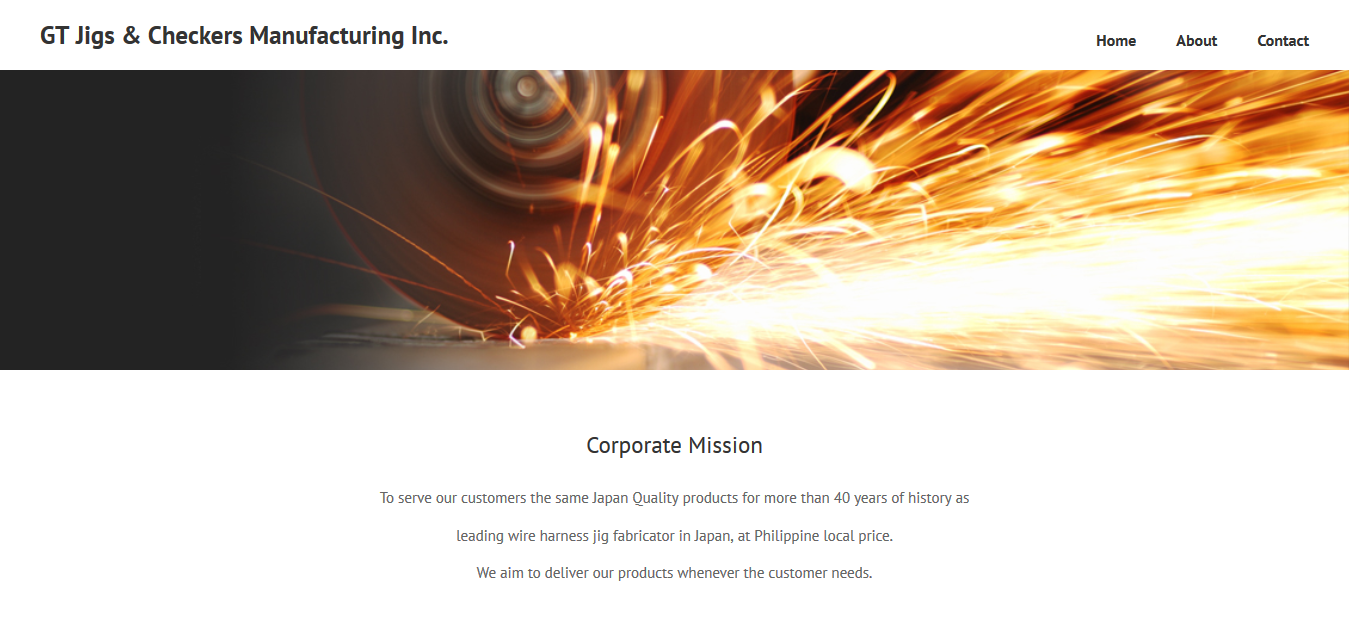 GT Jigs & Checkers Manufacturing Inc.
Home About Contact
Corporate Mission
To serve our customers the same Japan Quality products for more than 40 years of history as
leading wire harness jig fabricator in Japan, at Philippine local price.
We aim to deliver our products whenever the customer needs.